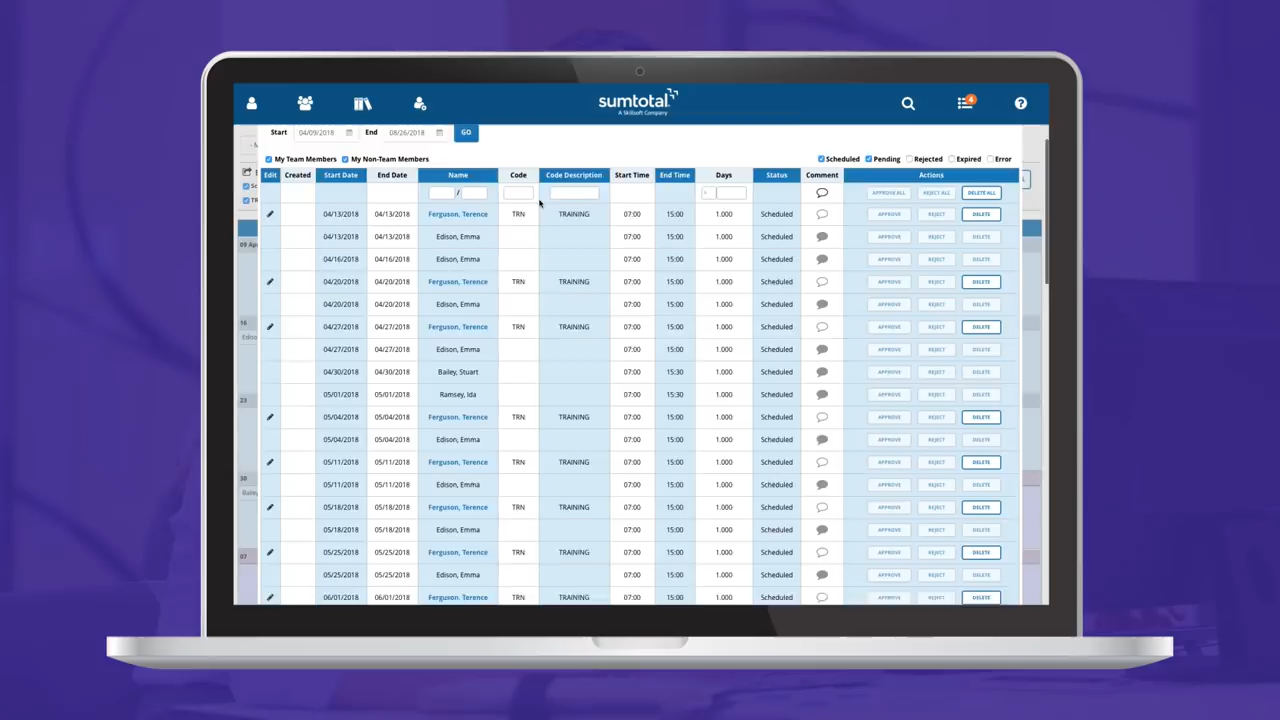 sumtotal
A Skillsoft Company
4
Start 04/09/2018 End 08/26/2018 GO
My Team Members My Non-Team Members Scheduled Pending Rejected Expired Error
Edit Created Start Date End Date Name Code Code Description Start Time End Time Days Status Comment Actions
/ APPROVE ALL REJECT ALL DELETE ALL
04/13/2018 04/13/2018 Ferguson, Terence TRN TRAINING 07:00 15:00 1.000 Scheduled APPROVE REJECT DELETE
04/13/2018 04/13/2018 Edison, Emma 07:00 15:00 1.000 Scheduled APPROVE REJECT DELETE
04/16/2018 04/16/2018 Edison, Emma 07:00 15:00 1.000 Scheduled APPROVE REJECT DELETE
04/20/2018 04/20/2018 Ferguson, Terence TRN TRAINING 07:00 15:00 1.000 Scheduled APPROVE REJECT DELETE
04/20/2018 04/20/2018 Edison, Emma 07:00 15:00 1.000 Scheduled APPROVE REJECT DELETE
04/27/2018 04/27/2018 Ferguson, Terence TRN TRAINING 07:00 15:00 1.000 Scheduled APPROVE REJECT DELETE
04/27/2018 04/27/2018 Edison, Emma 07:00 15:00 1.000 Scheduled APPROVE REJECT DELETE
04/30/2018 04/30/2018 Bailey, Stuart 07:00 15:30 1.000 Scheduled APPROVE REJECT DELETE
05/01/2018 05/01/2018 Ramsey, Ida 07:00 15:30 1.000 Scheduled APPROVE REJECT DELETE
05/04/2018 05/04/2018 Ferguson, Terence TRN TRAINING 07:00 15:00 1.000 Scheduled APPROVE REJECT DELETE
05/04/2018 05/04/2018 Edison, Emma 07:00 15:00 1.000 Scheduled APPROVE REJECT DELETE
05/11/2018 05/11/2018 Ferguson, Terence TRN TRAINING 07:00 15:00 1.000 Scheduled APPROVE REJECT DELETE
05/11/2018 05/11/2018 Edison, Emma 07:00 15:00 1.000 Scheduled APPROVE REJECT DELETE
05/18/2018 05/18/2018 Ferguson, Terence TRN TRAINING 07:00 15:00 1.000 Scheduled APPROVE REJECT DELETE
05/18/2018 05/18/2018 Edison, Emma 07:00 15:00 1.000 Scheduled APPROVE REJECT DELETE
05/25/2018 05/25/2018 Ferguson, Terence TRN TRAINING 07:00 15:00 1.000 Scheduled APPROVE REJECT DELETE
05/25/2018 05/25/2018 Edison, Emma 07:00 15:00 1.000 Scheduled APPROVE REJECT DELETE
06/01/2018 06/01/2018 Ferguson, Terence TRN TRAINING 07:00 15:00 1.000 Scheduled APPROVE REJECT DELETE
09 Ap
16
23
30
07